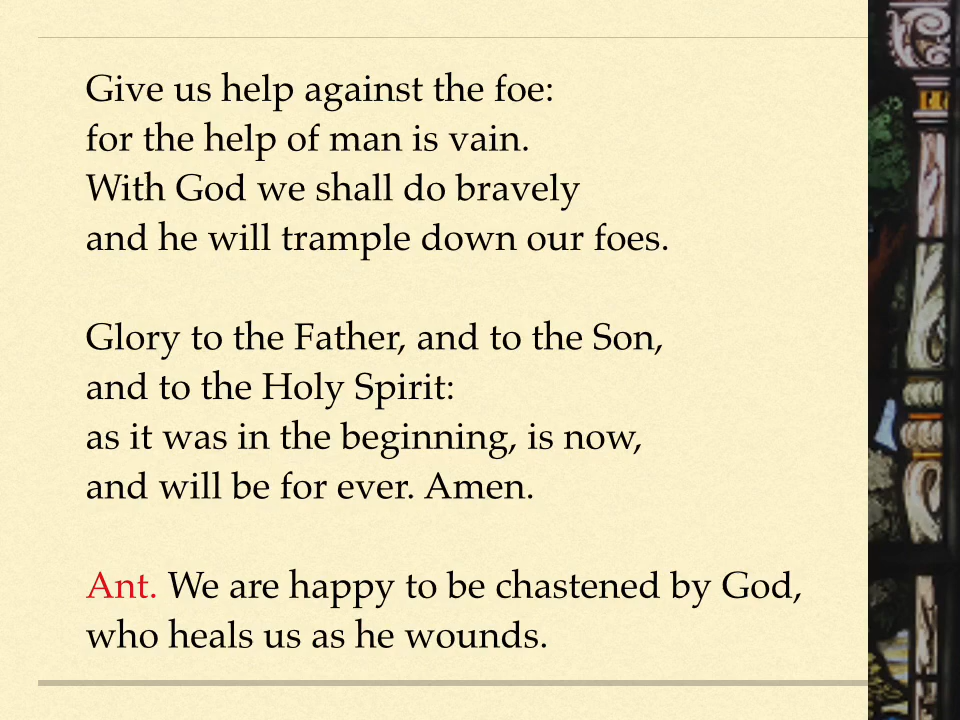 Give us help against the foe:
for the help of man is vain.
With God we shall do bravely
and he will trample down our foes.
Glory to the Father, and to the Son,
and to the Holy Spirit:
as it was in the beginning, is now,
and will be for ever. Amen.
Ant. We are happy to be chastened by God,
who heals us as he wounds.